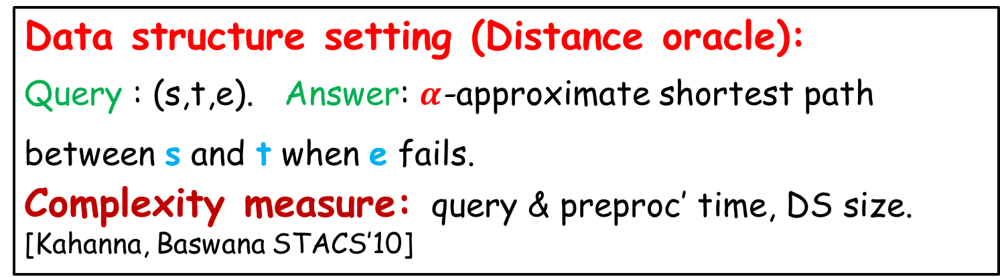 Data structure setting (Distance oracle):
Query : (s,t,e). Answer: α-approximate shortest path
between s and t when e fails.
Complexity measure: query & preproc’ time, DS size.
[Kahanna, Baswana STACS’10]